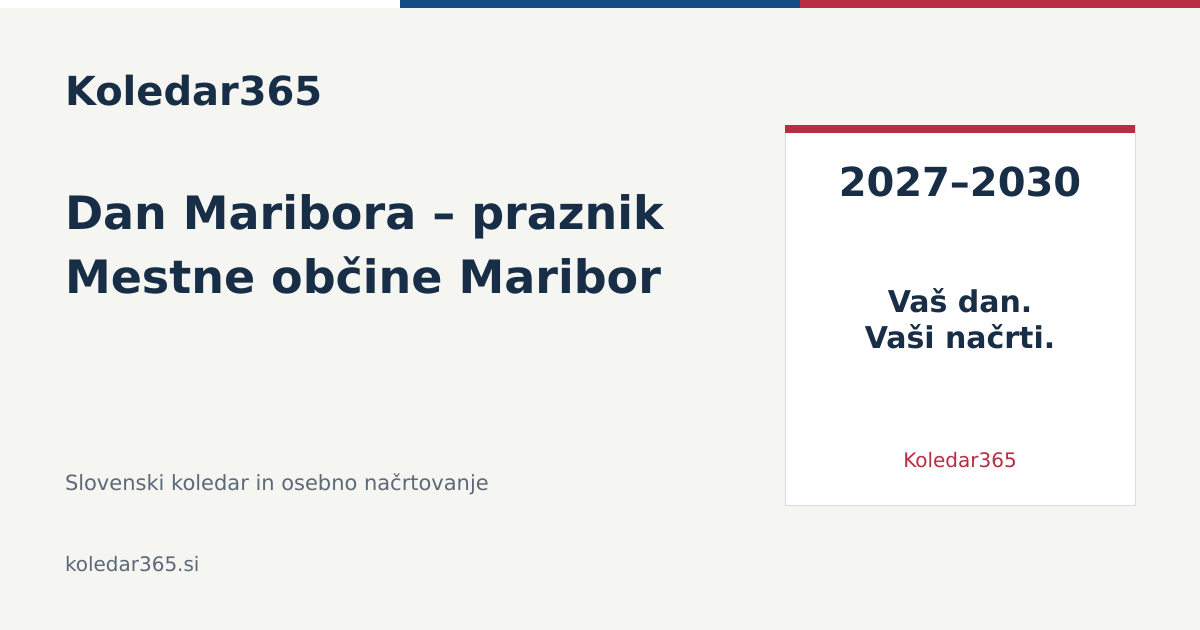 Koledar365
Dan Maribora – praznik
Mestne občine Maribor
Slovenski koledar in osebno načrtovanje
koledar365.si
2027–2030
Vaš dan.
Vaši načrti.
Koledar365